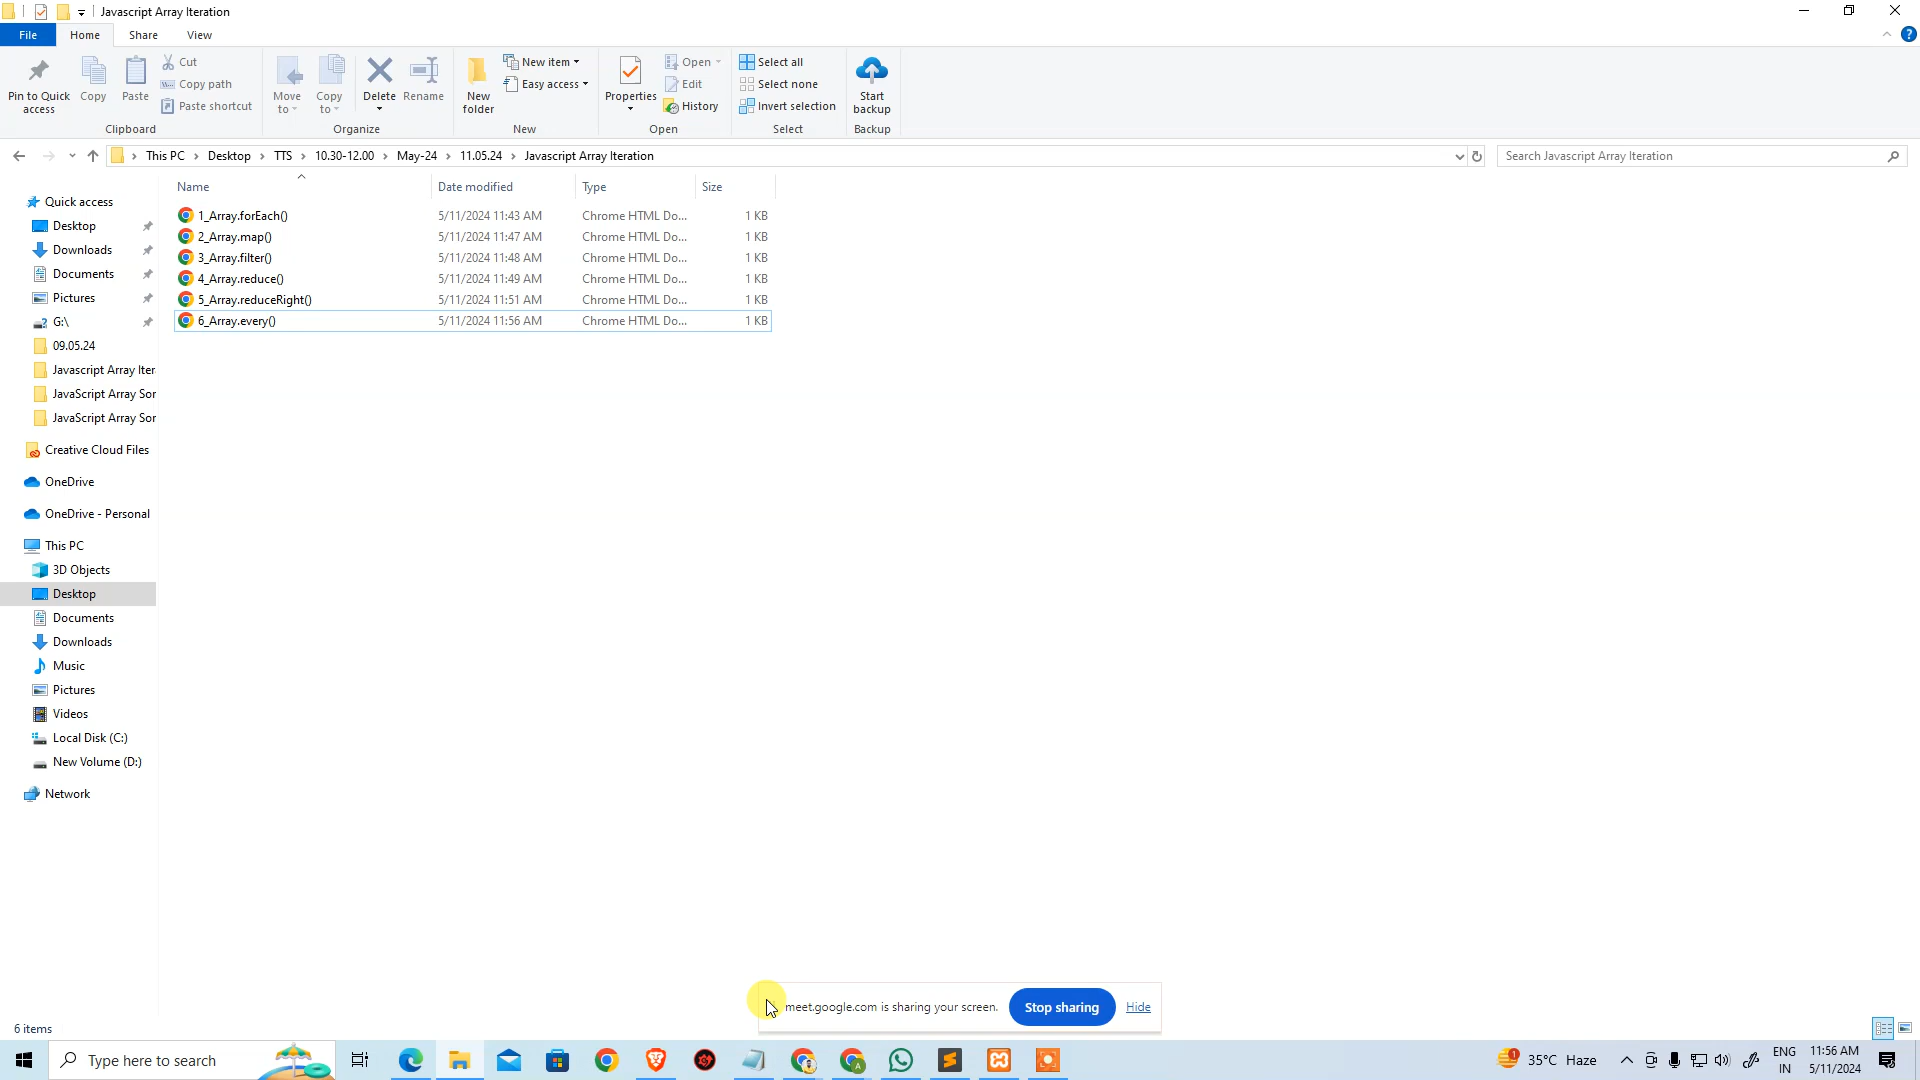 Javascript Array Iteration
File Home Share View
Pin to Quick access
Copy
Paste
Cut
Copy path
Paste shortcut
Clipboard
Move to
Copy to
Delete
Rename
Organize
New folder
New item
Easy access
New
Properties
Open
Edit
History
Open
Select all
Select none
Invert selection
Select
Start backup
Backup
This PC Desktop TTS 10.30-12.00 May-24 11.05.24 Javascript Array Iteration
Search Javascript Array Iteration
Name Date modified Type Size
1_Array.forEach() 5/11/2024 11:43 AM Chrome HTML Do... 1 KB
2_Array.map() 5/11/2024 11:47 AM Chrome HTML Do... 1 KB
3_Array.filter() 5/11/2024 11:48 AM Chrome HTML Do... 1 KB
4_Array.reduce() 5/11/2024 11:49 AM Chrome HTML Do... 1 KB
5_Array.reduceRight() 5/11/2024 11:51 AM Chrome HTML Do... 1 KB
6_Array.every() 5/11/2024 11:56 AM Chrome HTML Do... 1 KB
Quick access
Desktop
Downloads
Documents
Pictures
G:\
09.05.24
Javascript Array Iter
JavaScript Array Sor
JavaScript Array Sor
Creative Cloud Files
OneDrive
OneDrive - Personal
This PC
3D Objects
Desktop
Documents
Downloads
Music
Pictures
Videos
Local Disk (C:)
New Volume (D:)
Network
meet.google.com is sharing your screen. Stop sharing Hide
6 items
Type here to search
35°C Haze
ENG
IN
11:56 AM
5/11/2024